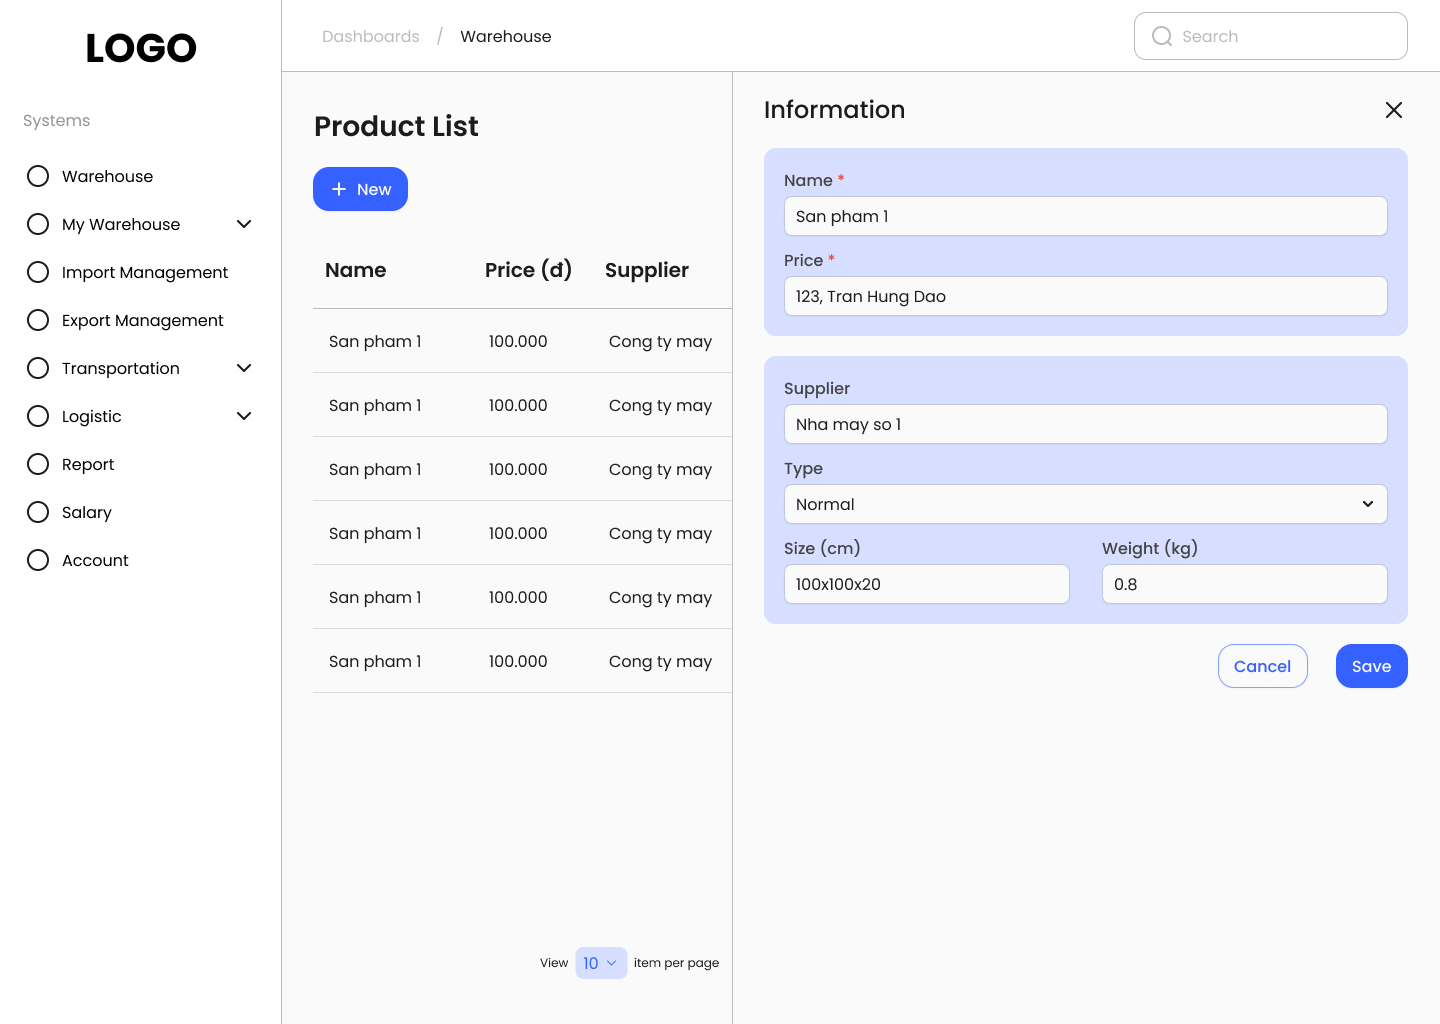 LOGO
Dashboards / Warehouse
Search
Systems
Warehouse
My Warehouse
Import Management
Export Management
Transportation
Logistic
Report
Salary
Account
Product List
+ New
Name Price (đ) Supplier
San pham 1 100.000 Cong ty may
San pham 1 100.000 Cong ty may
San pham 1 100.000 Cong ty may
San pham 1 100.000 Cong ty may
San pham 1 100.000 Cong ty may
San pham 1 100.000 Cong ty may
View 10 item per page
Information
Name *
San pham 1
Price *
123, Tran Hung Dao
Supplier
Nha may so 1
Type
Normal
Size (cm) Weight (kg)
100x100x20 0.8
Cancel Save